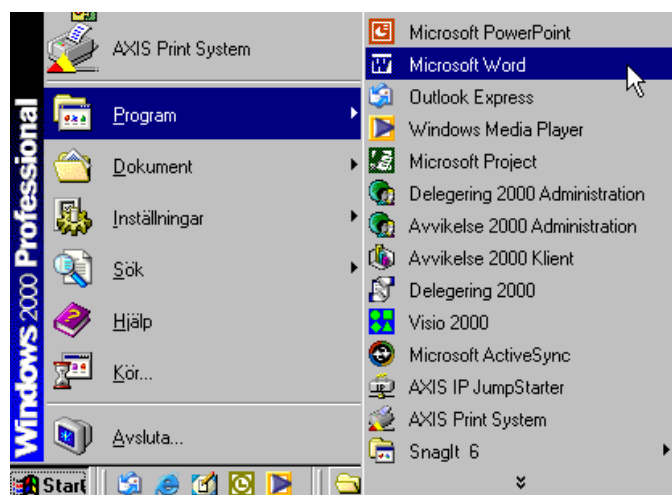 Windows 2000 Professional
AXIS Print System
Program
Dokument
Inställningar
Sök
Hjälp
Kör...
Avsluta...
Start
Microsoft PowerPoint
Microsoft Word
Outlook Express
Windows Media Player
Microsoft Project
Delegering 2000 Administration
Avvikelse 2000 Administration
Avvikelse 2000 Klient
Delegering 2000
Visio 2000
Microsoft ActiveSync
AXIS IP JumpStarter
AXIS Print System
SnagIt 6